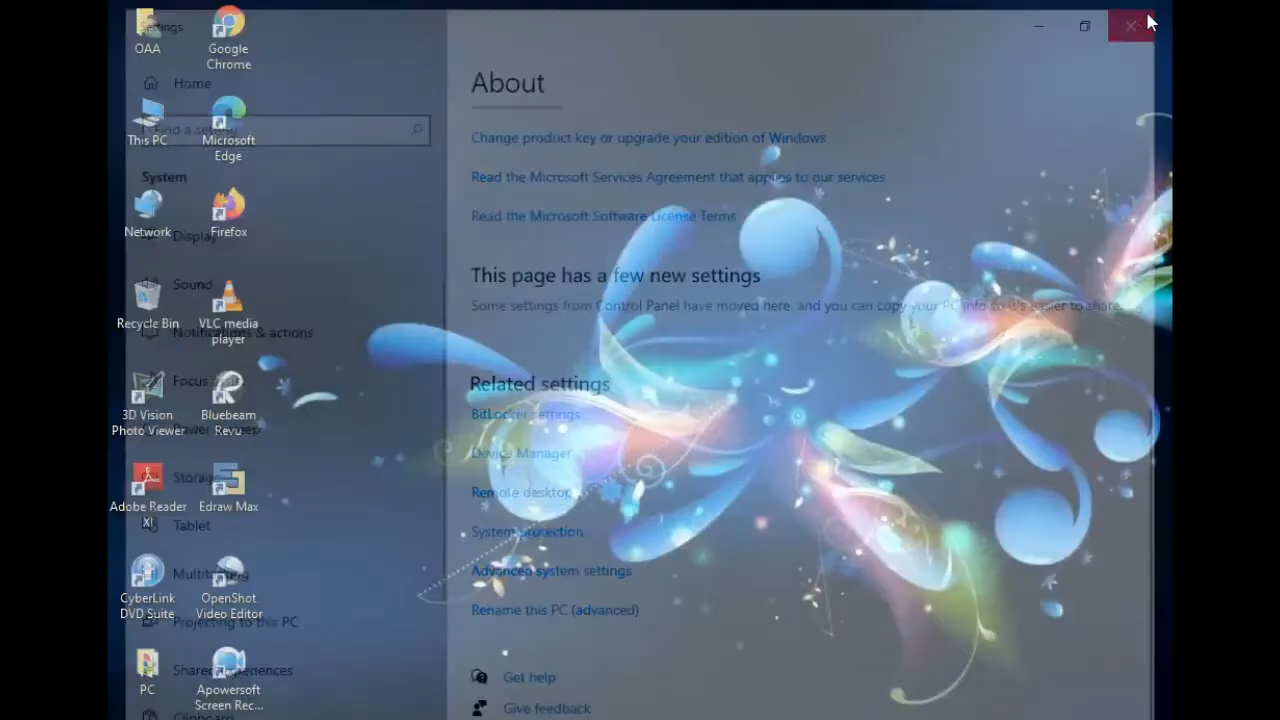 Settings
Home
Find a setting
System
Display
Sound
Notifications & actions
Focus assist
Power & sleep
Storage
Tablet
Multitasking
Projecting to this PC
Shared experiences
Clipboard
OAA
Google
Chrome
This PC
Microsoft
Edge
Network
Firefox
Recycle Bin
VLC media
player
3D Vision
Photo Viewer
Bluebeam
Revu
Adobe Reader
XI
Edraw Max
CyberLink
DVD Suite
OpenShot
Video Editor
PC
Apowersoft
Screen Rec...
About
Change product key or upgrade your edition of Windows
Read the Microsoft Services Agreement that applies to our services
Read the Microsoft Software License Terms
This page has a few new settings
Some settings from Control Panel have moved here, and you can copy your PC info so it's easier to share.
Related settings
BitLocker settings
Device Manager
Remote desktop
System protection
Advanced system settings
Rename this PC (advanced)
Get help
Give feedback